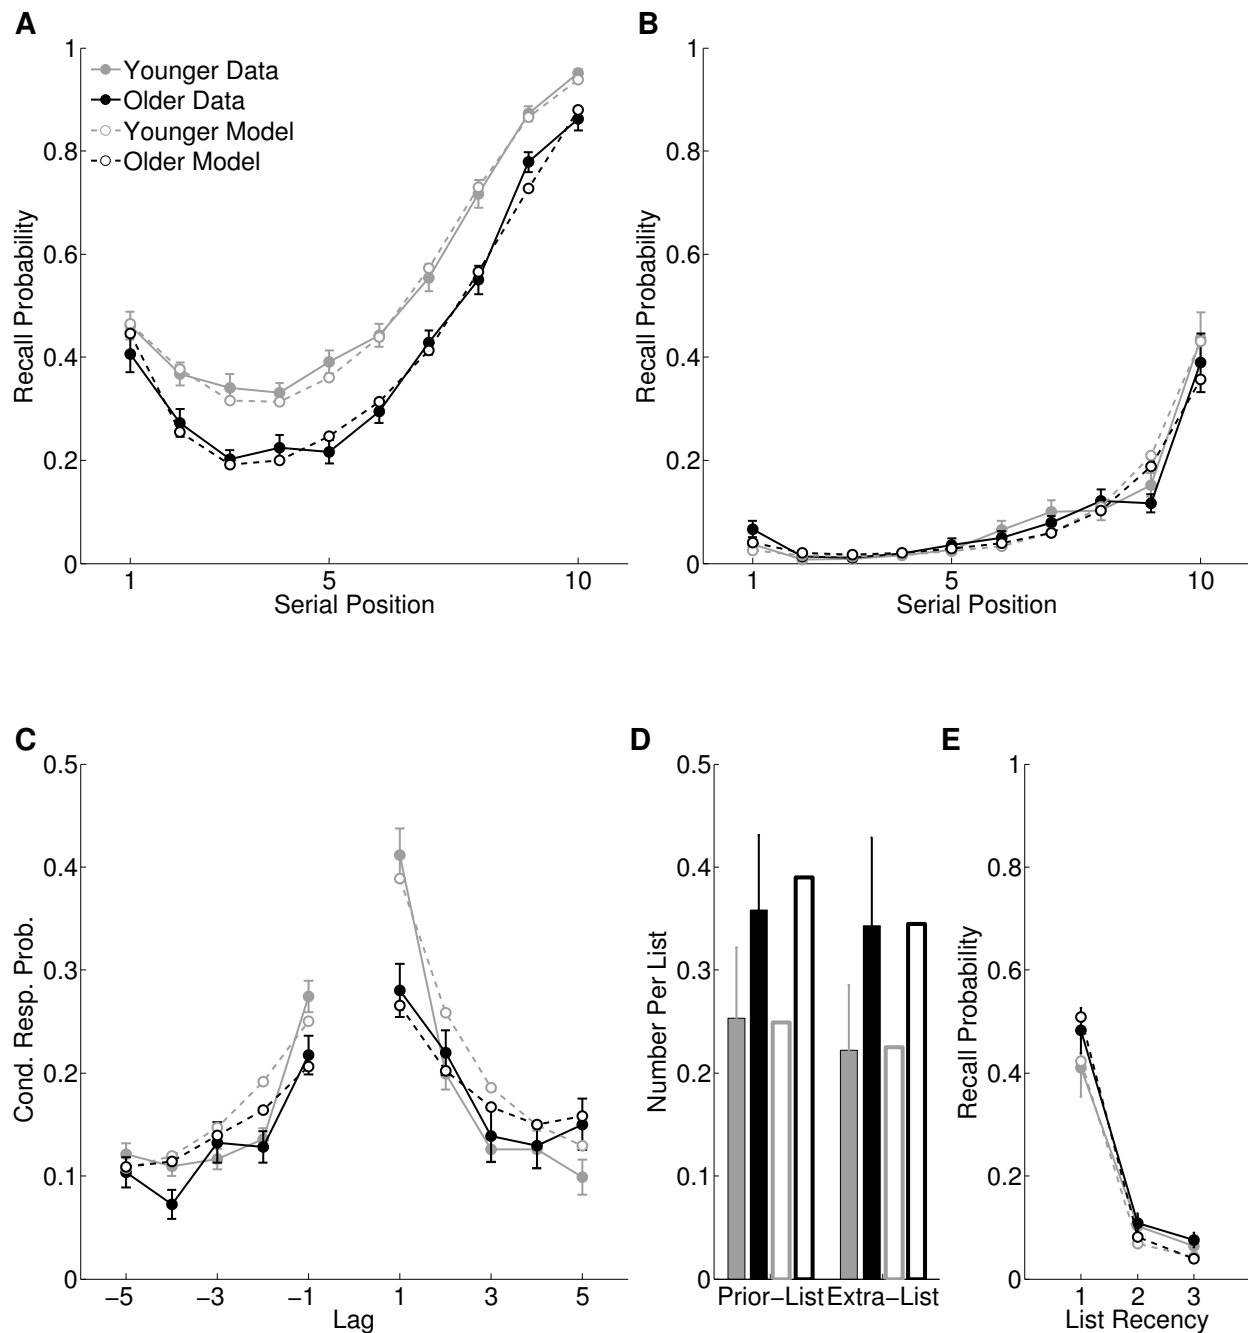 A
1
0.8
0.6
0.4
0.2
0
Recall Probability
Younger Data
Older Data
Younger Model
Older Model
1
5
10
Serial Position
B
1
0.8
0.6
0.4
0.2
0
Recall Probability
1
5
10
Serial Position
C
0.5
0.4
0.3
0.2
0.1
0
Cond. Resp. Prob.
−5
−3
−1
1
3
5
Lag
D
0.5
0.4
0.3
0.2
0.1
0
Number Per List
Prior−List
Extra−List
E
1
0.8
0.6
0.4
0.2
0
Recall Probability
1
2
3
List Recency